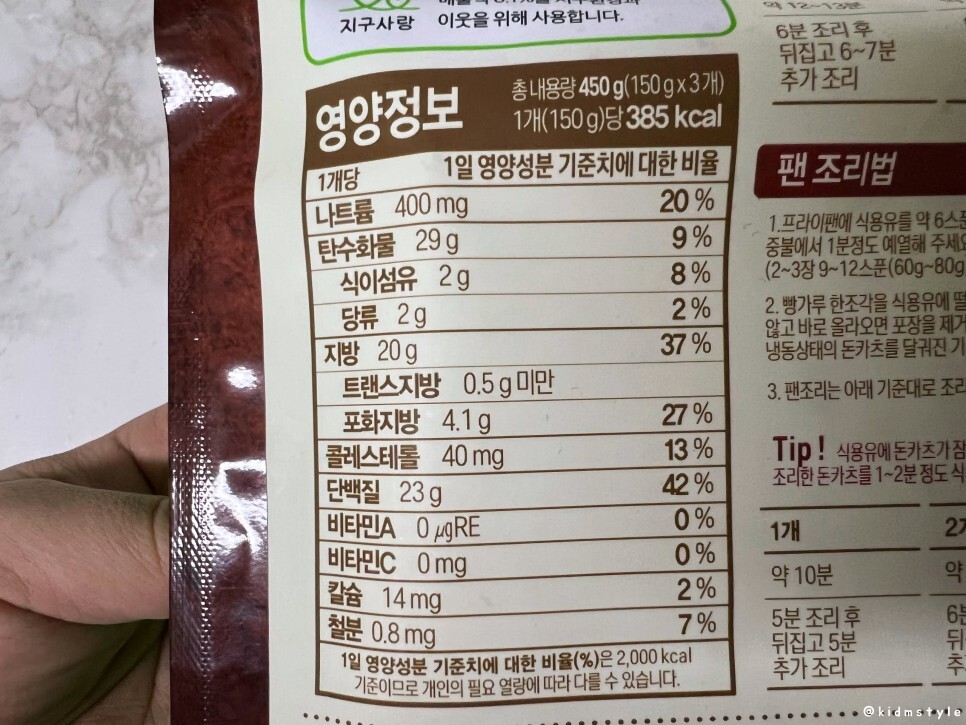 지구사랑
이웃을 위해 사용합니다.
영양정보
총 내용량 450 g(150 g x 3개)
1개(150 g)당 385 kcal
1개당 1일 영양성분 기준치에 대한 비율
나트륨 400 mg 20 %
탄수화물 29 g 9 %
식이섬유 2 g 8 %
당류 2 g 2 %
지방 20 g 37 %
트랜스지방 0.5 g 미만
포화지방 4.1 g 27 %
콜레스테롤 40 mg 13 %
단백질 23 g 42 %
비타민A 0 μgRE 0 %
비타민C 0 mg 0 %
칼슘 14 mg 2 %
철분 0.8 mg 7 %
1일 영양성분 기준치에 대한 비율(%)은 2,000 kcal
기준이므로 개인의 필요 열량에 따라 다를 수 있습니다.
약 12~13분
6분 조리 후
뒤집고 6~7분
추가 조리
팬 조리법
1. 프라이팬에 식용유를 약 6스푼
중불에서 1분정도 예열해 주세요
(2~3장 9~12스푼(60g~80g
2. 빵가루 한조각을 식용유에
않고 바로 올라오면 포장을
냉동상태의 돈카츠를 달궈진
3. 팬조리는 아래 기준대로
Tip! 식용유에 돈카츠가
조리한 돈카츠를 1~2분 정도
1개
약 10분 약
5분 조리 후
뒤집고 5분
추가 조리
@kidmstyle